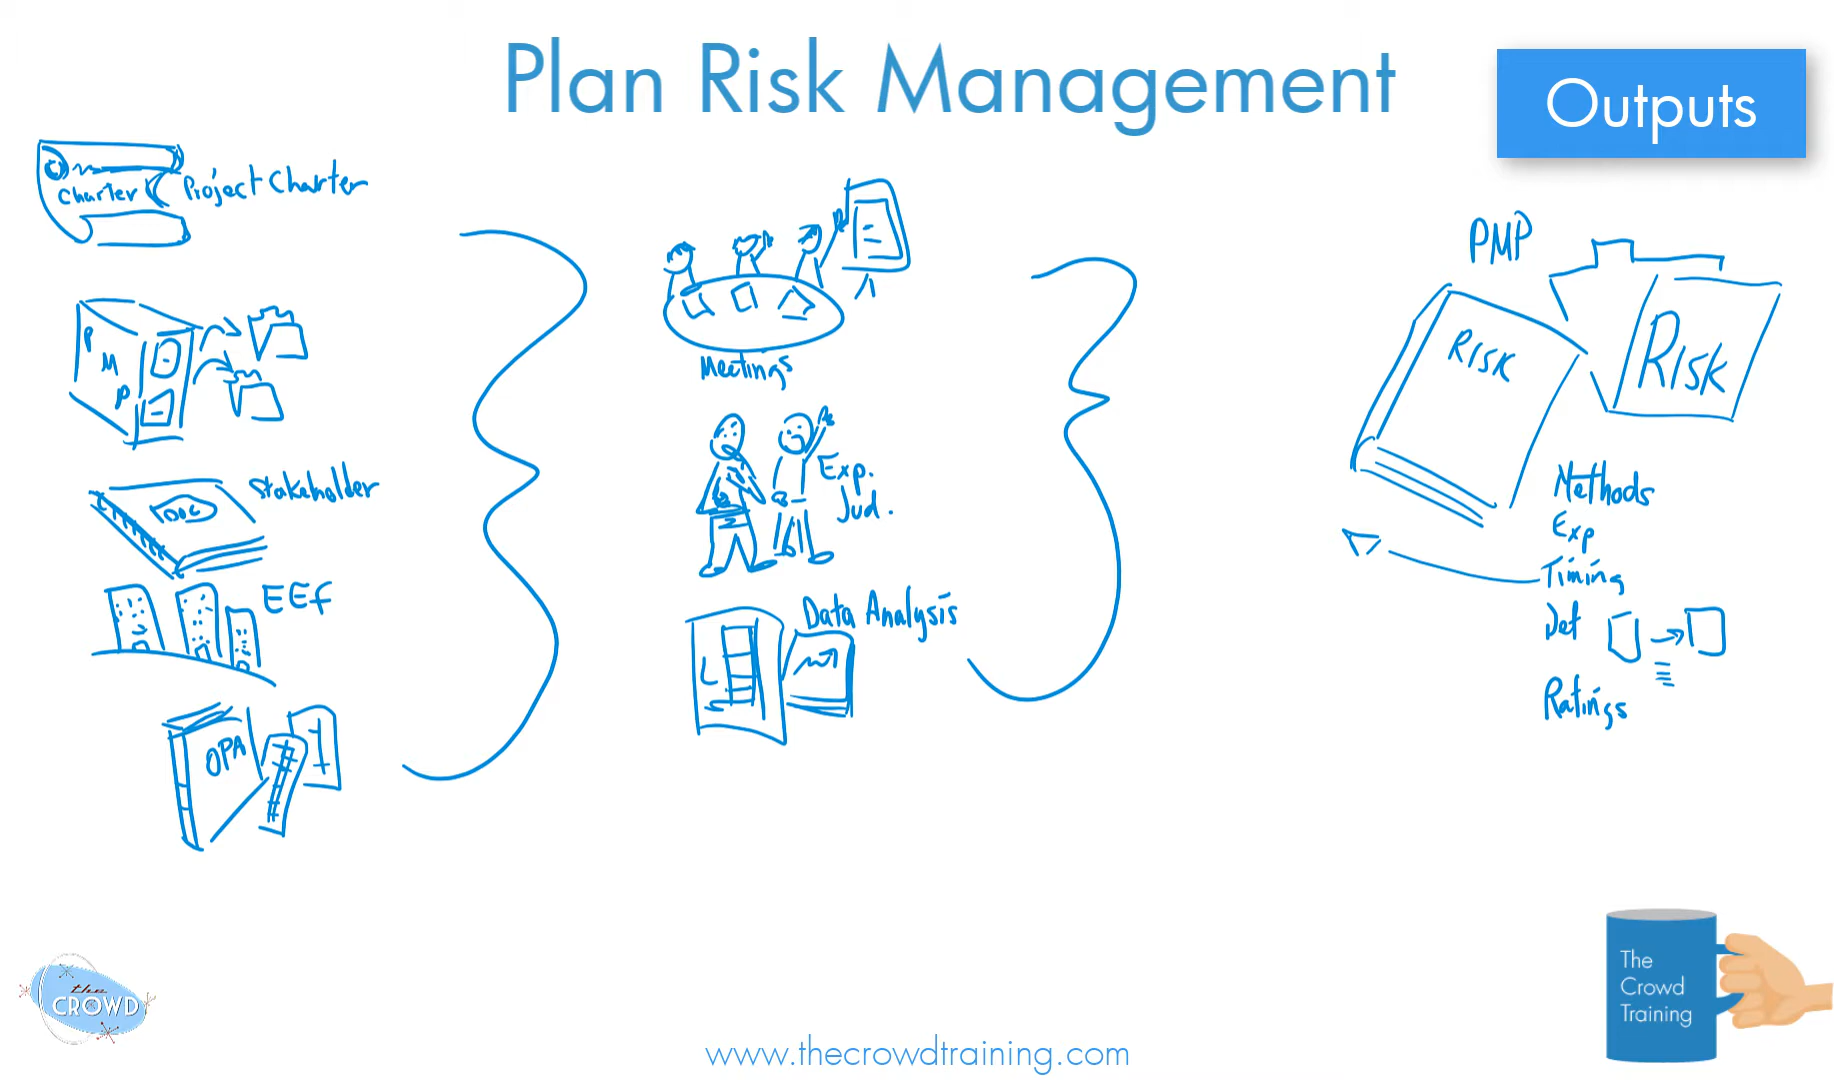 Plan Risk Management
Outputs
Charter
Project Charter
P
M
P
Stakeholder
DOC
EEf
OPA
Meetings
Exp.
Jud.
Data Analysis
PMP
RISK
RISK
Methods
Exp
Timing
Def
Ratings
the
CROWD
www.thecrowdtraining.com
The
Crowd
Training